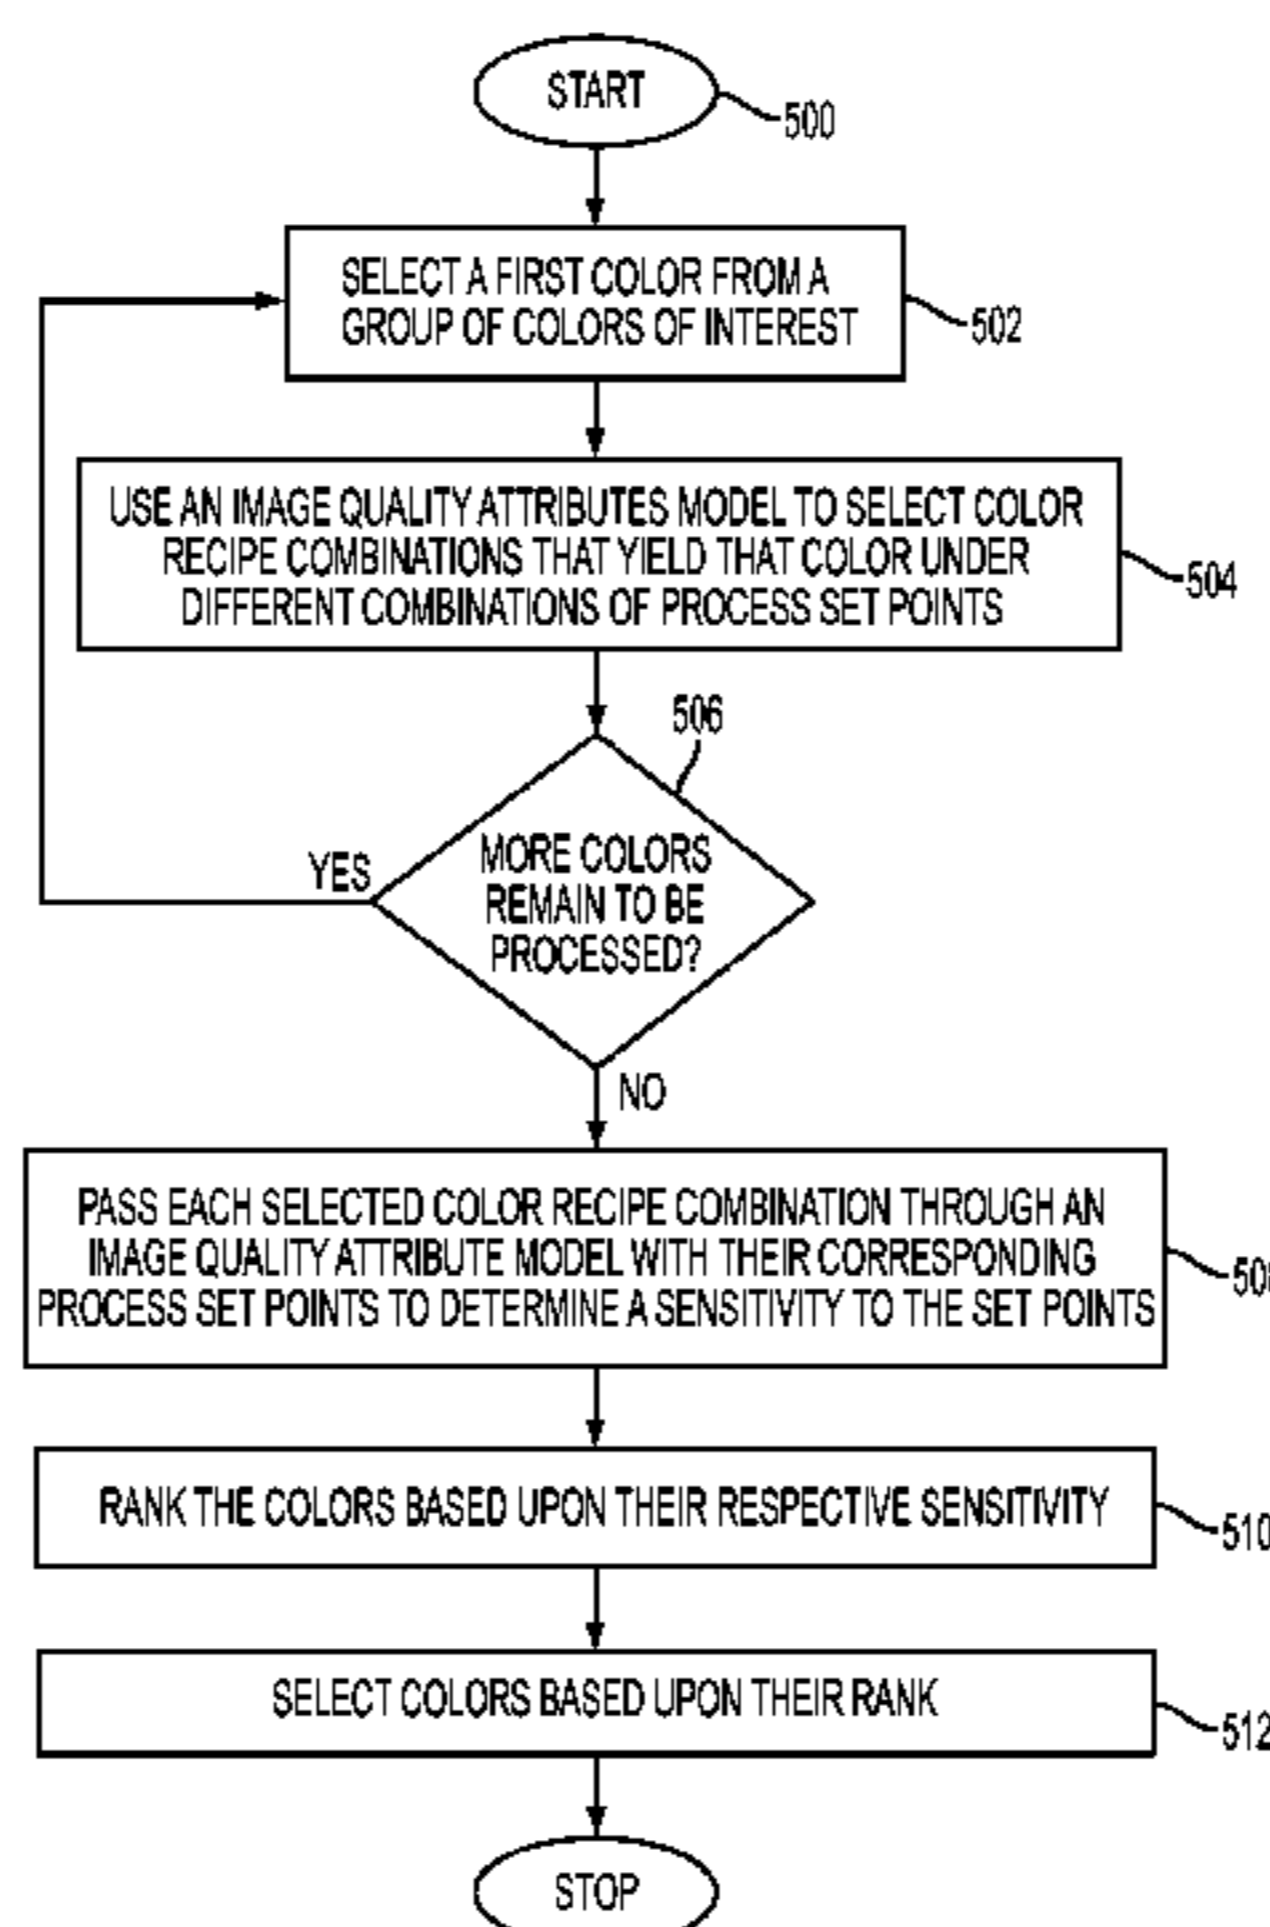 START
500
SELECT A FIRST COLOR FROM A
GROUP OF COLORS OF INTEREST
502
USE AN IMAGE QUALITY ATTRIBUTES MODEL TO SELECT COLOR
RECIPE COMBINATIONS THAT YIELD THAT COLOR UNDER
DIFFERENT COMBINATIONS OF PROCESS SET POINTS
504
506
YES
MORE COLORS
REMAIN TO BE
PROCESSED?
NO
PASS EACH SELECTED COLOR RECIPE COMBINATION THROUGH AN
IMAGE QUALITY ATTRIBUTE MODEL WITH THEIR CORRESPONDING
PROCESS SET POINTS TO DETERMINE A SENSITIVITY TO THE SET POINTS
RANK THE COLORS BASED UPON THEIR RESPECTIVE SENSITIVITY
510
SELECT COLORS BASED UPON THEIR RANK
512
STOP